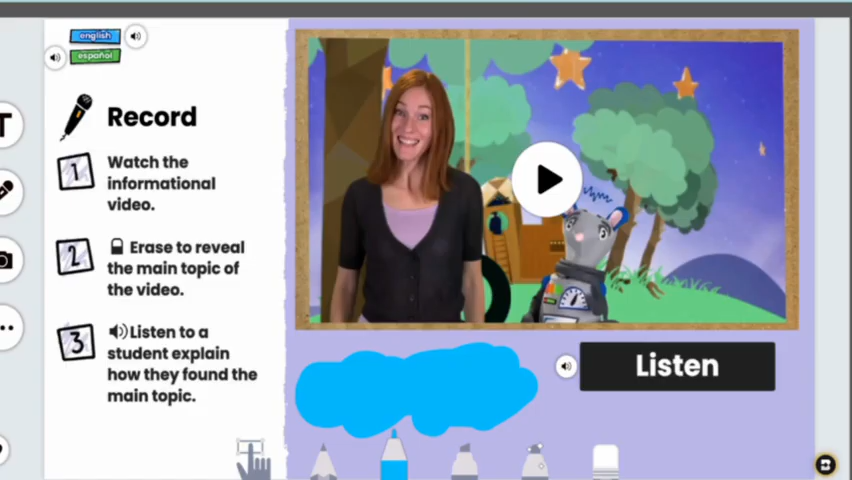 english
español
T
Record
1
Watch the
informational
video.
2
Erase to reveal
the main topic of
the video.
3
Listen to a
student explain
how they found the
main topic.
Listen